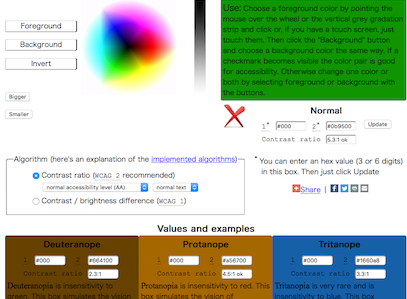 Foreground
Background
Invert
Bigger
Smaller
Use: Choose a foreground color by pointing the
mouse over the wheel or the vertical grey gradation
strip and click or, if you have a touch screen, just
touch them. Then click the "Background" button
and choose a background color the same way. If a
checkmark becomes visible the color pair is good
for accessibility. Otherwise change one color or
both by selecting foreground or background with
the buttons.
Normal
1* #000 2* #0b9500 Update
Contrast ratio 5.3:1 ok
* You can enter an hex value (3 or 6 digits)
in this box. Then just click Update
Share
Algorithm (here's an explanation of the implemented algorithms)
Contrast ratio (WCAG 2 recommended)
normal accessibility level (AA) normal text
Contrast / brightness difference (WCAG 1)
Values and examples
Deuteranope
1 #000 2 #664100
Contrast ratio 2.3:1
Deuteranopia is insensitivity to
green. This box simulates the vision
Protanope
1 #000 2 #a56700
Contrast ratio 4.5:1 ok
Protanopia is insensitive to red. This
box simulates the vision of
Tritanope
1 #000 2 #1660a8
Contrast ratio 3.3:1
Tritanopia is very rare and is
insensitivity to blue. This box